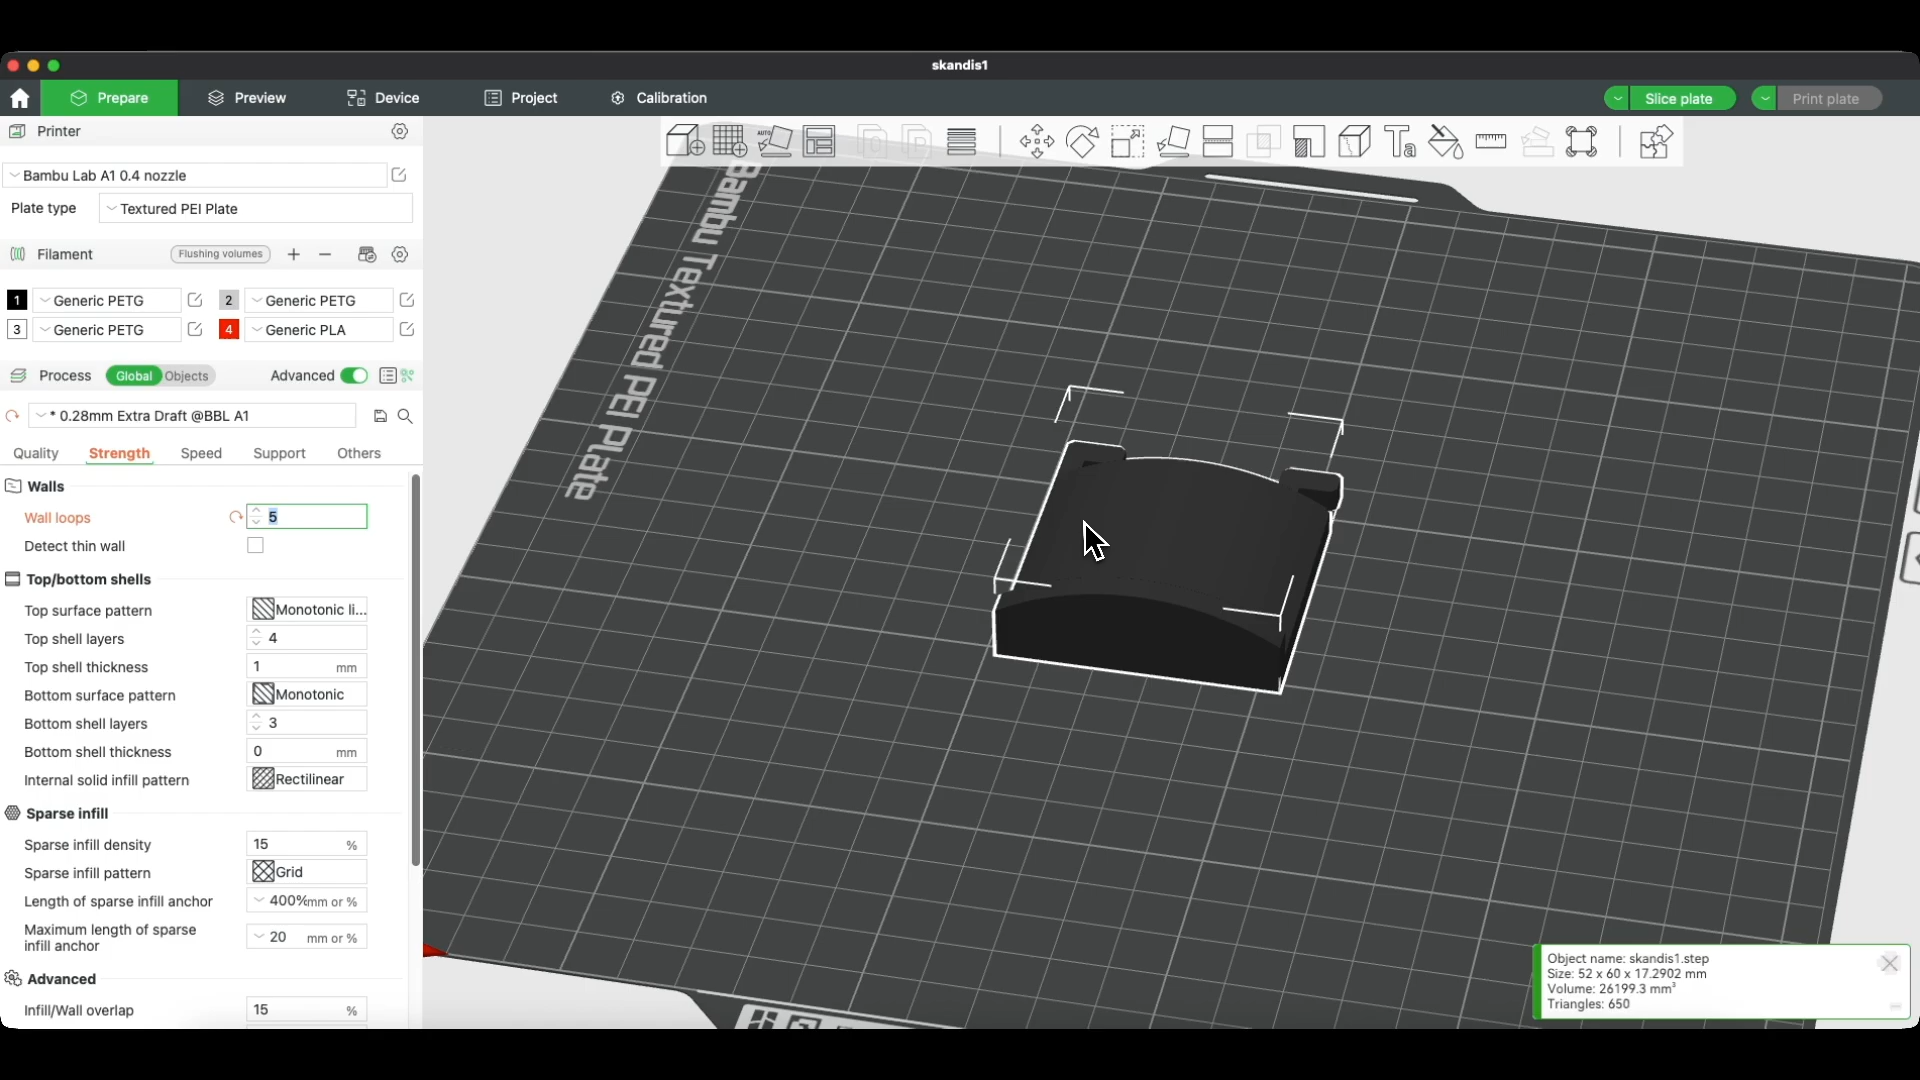 skandis1
Prepare
Preview
Device
Project
Calibration
Slice plate
Print plate
Printer
Bambu Lab A1 0.4 nozzle
Plate type
Textured PEI Plate
Filament
Flushing volumes
1 Generic PETG
2 Generic PETG
3 Generic PETG
4 Generic PLA
Process Global Objects Advanced
* 0.28mm Extra Draft @BBL A1
Quality Strength Speed Support Others
Walls
Wall loops 5
Detect thin wall
Top/bottom shells
Top surface pattern Monotonic li...
Top shell layers 4
Top shell thickness 1 mm
Bottom surface pattern Monotonic
Bottom shell layers 3
Bottom shell thickness 0 mm
Internal solid infill pattern Rectilinear
Sparse infill
Sparse infill density 15 %
Sparse infill pattern Grid
Length of sparse infill anchor 400% mm or %
Maximum length of sparse
infill anchor 20 mm or %
Advanced
Infill/Wall overlap 15 %
AUTO
Bambu Textured PEI Plate
Object name: skandis1.step
Size: 52 x 60 x 17.2902 mm
Volume: 26199.3 mm³
Triangles: 650